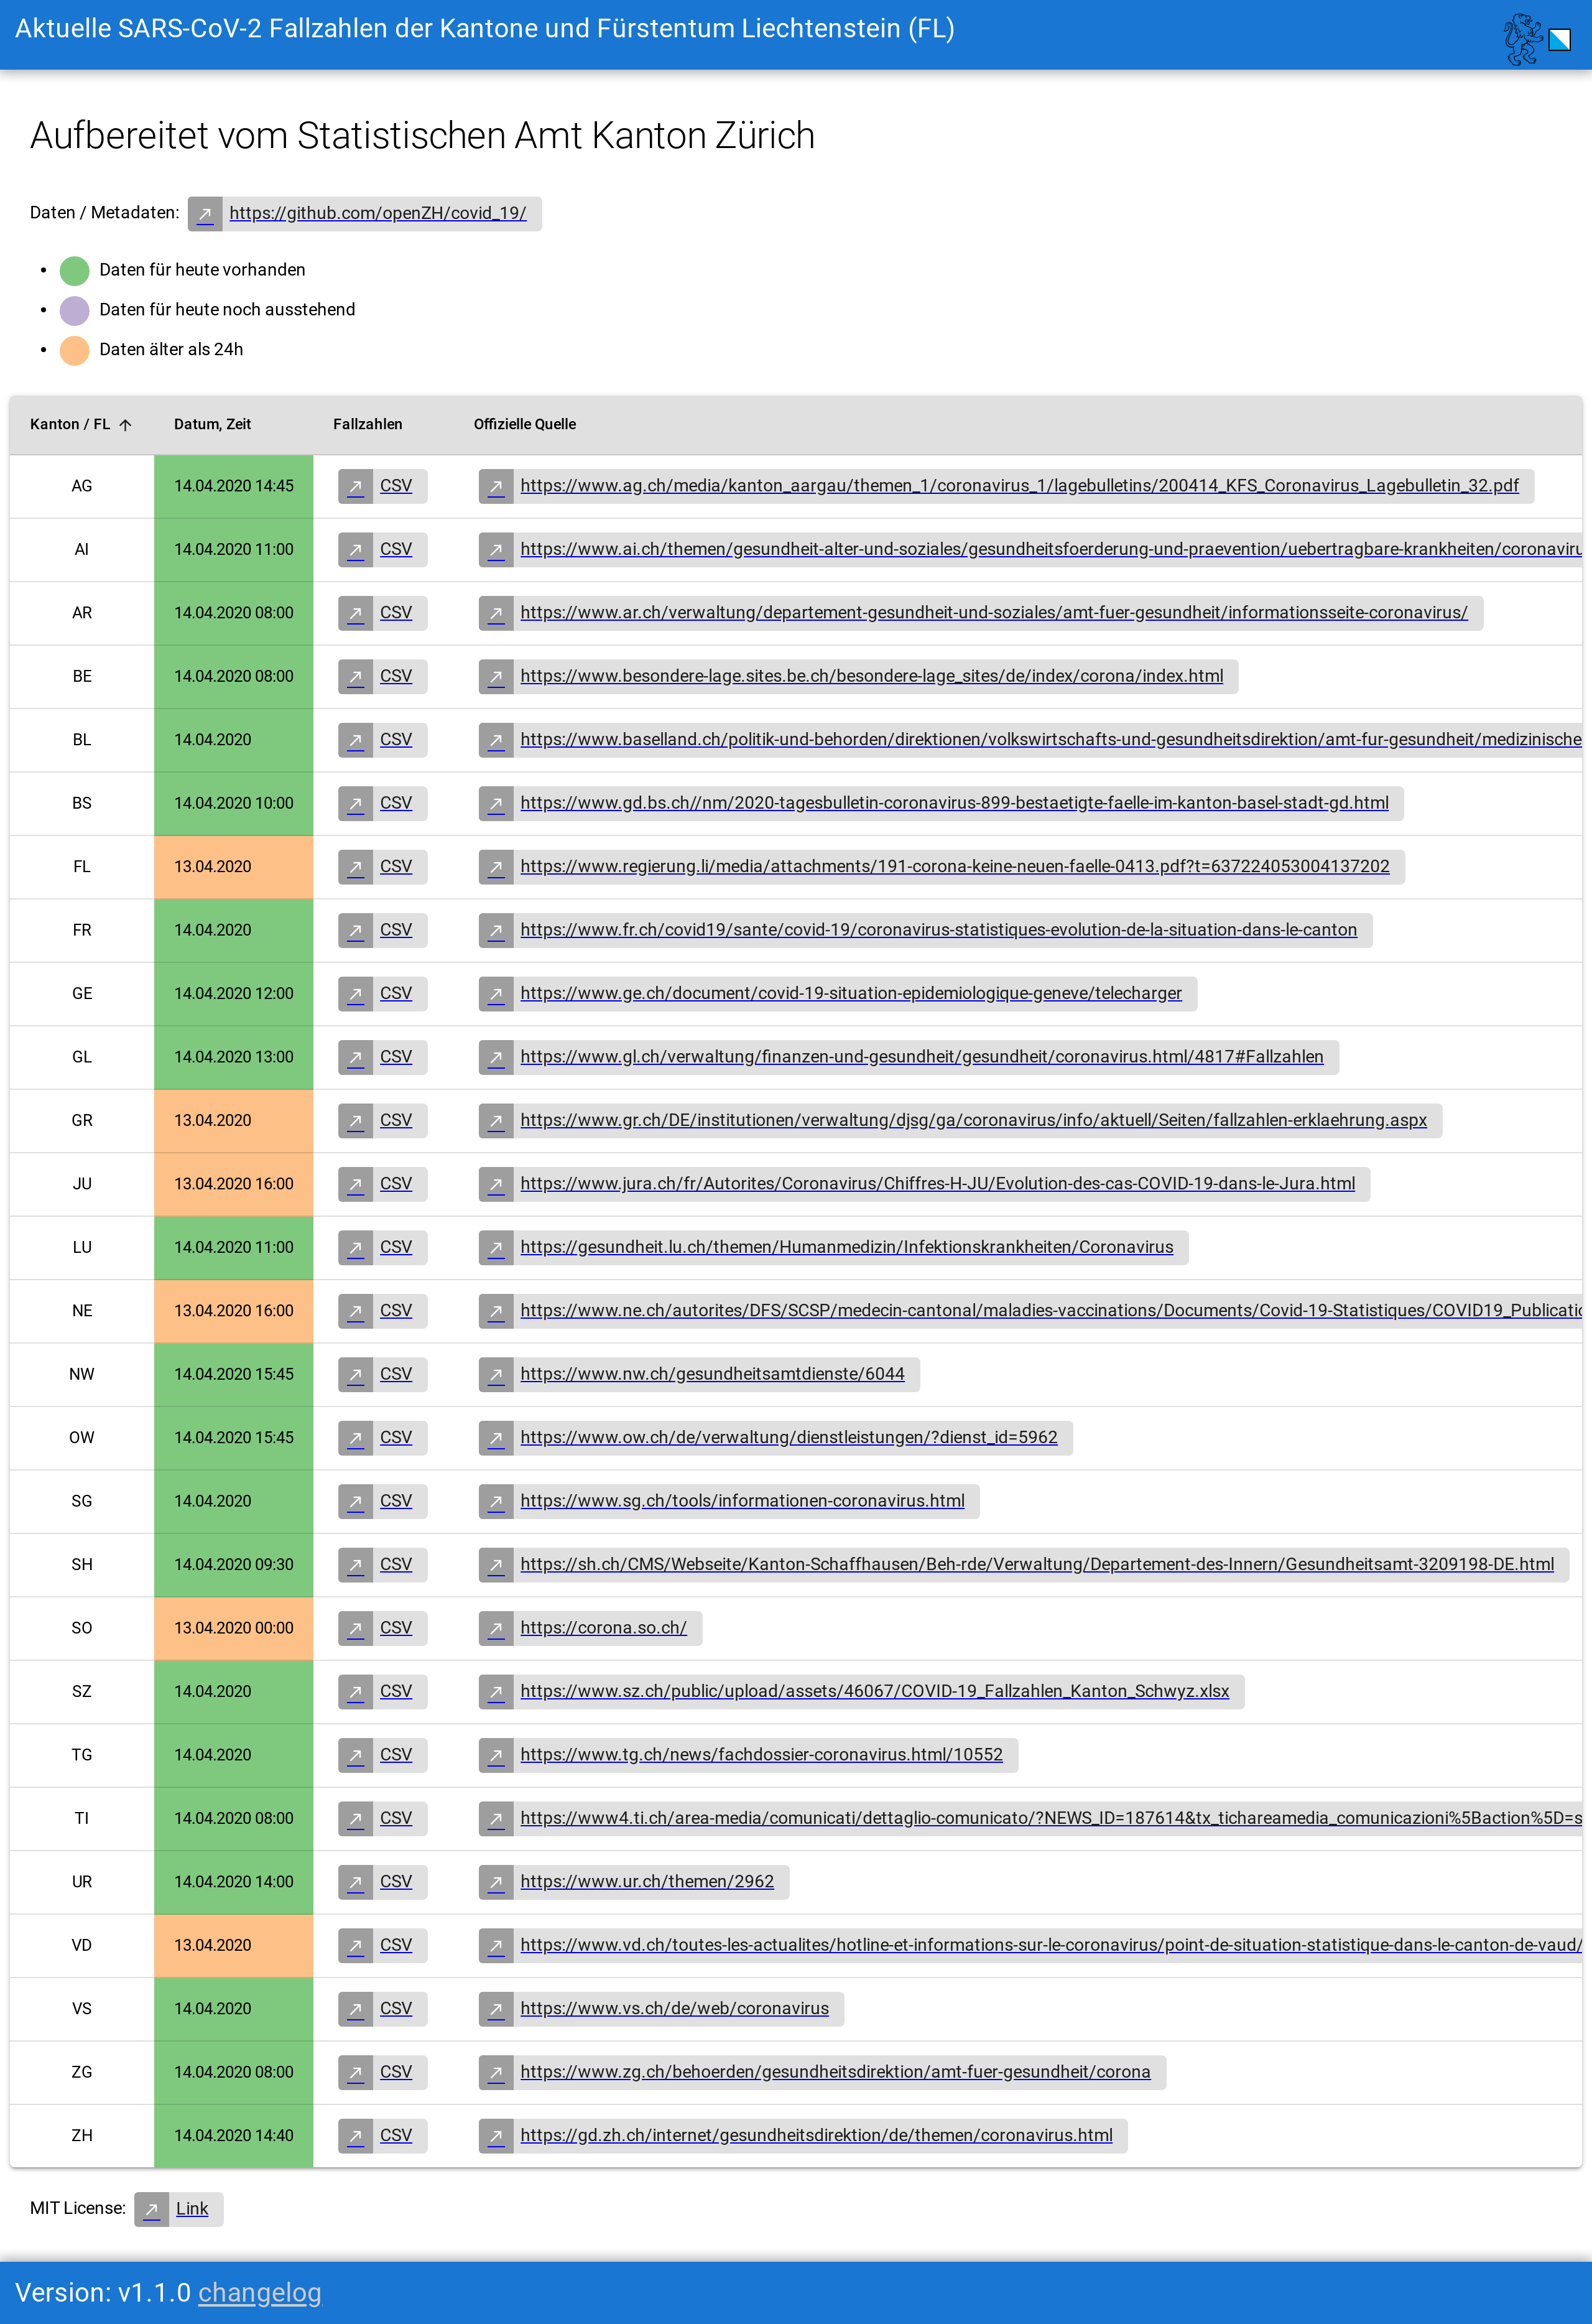 Aktuelle SARS-CoV-2 Fallzahlen der Kantone und Fürstentum Liechtenstein (FL)
Aufbereitet vom Statistischen Amt Kanton Zürich
Daten / Metadaten: https://github.com/openZH/covid_19/
Daten für heute vorhanden
Daten für heute noch ausstehend
Daten älter als 24h
Kanton / FL Datum, Zeit Fallzahlen Offizielle Quelle
AG 14.04.2020 14:45 CSV https://www.ag.ch/media/kanton_aargau/themen_1/coronavirus_1/lagebulletins/200414_KFS_Coronavirus_Lagebulletin_32.pdf
AI 14.04.2020 11:00 CSV https://www.ai.ch/themen/gesundheit-alter-und-soziales/gesundheitsfoerderung-und-praevention/uebertragbare-krankheiten/coronaviru
AR 14.04.2020 08:00 CSV https://www.ar.ch/verwaltung/departement-gesundheit-und-soziales/amt-fuer-gesundheit/informationsseite-coronavirus/
BE 14.04.2020 08:00 CSV https://www.besondere-lage.sites.be.ch/besondere-lage_sites/de/index/corona/index.html
BL 14.04.2020 CSV https://www.baselland.ch/politik-und-behorden/direktionen/volkswirtschafts-und-gesundheitsdirektion/amt-fur-gesundheit/medizinische
BS 14.04.2020 10:00 CSV https://www.gd.bs.ch//nm/2020-tagesbulletin-coronavirus-899-bestaetigte-faelle-im-kanton-basel-stadt-gd.html
FL 13.04.2020 CSV https://www.regierung.li/media/attachments/191-corona-keine-neuen-faelle-0413.pdf?t=637224053004137202
FR 14.04.2020 CSV https://www.fr.ch/covid19/sante/covid-19/coronavirus-statistiques-evolution-de-la-situation-dans-le-canton
GE 14.04.2020 12:00 CSV https://www.ge.ch/document/covid-19-situation-epidemiologique-geneve/telecharger
GL 14.04.2020 13:00 CSV https://www.gl.ch/verwaltung/finanzen-und-gesundheit/gesundheit/coronavirus.html/4817#Fallzahlen
GR 13.04.2020 CSV https://www.gr.ch/DE/institutionen/verwaltung/djsg/ga/coronavirus/info/aktuell/Seiten/fallzahlen-erklaehrung.aspx
JU 13.04.2020 16:00 CSV https://www.jura.ch/fr/Autorites/Coronavirus/Chiffres-H-JU/Evolution-des-cas-COVID-19-dans-le-Jura.html
LU 14.04.2020 11:00 CSV https://gesundheit.lu.ch/themen/Humanmedizin/Infektionskrankheiten/Coronavirus
NE 13.04.2020 16:00 CSV https://www.ne.ch/autorites/DFS/SCSP/medecin-cantonal/maladies-vaccinations/Documents/Covid-19-Statistiques/COVID19_Publicatio
NW 14.04.2020 15:45 CSV https://www.nw.ch/gesundheitsamtdienste/6044
OW 14.04.2020 15:45 CSV https://www.ow.ch/de/verwaltung/dienstleistungen/?dienst_id=5962
SG 14.04.2020 CSV https://www.sg.ch/tools/informationen-coronavirus.html
SH 14.04.2020 09:30 CSV https://sh.ch/CMS/Webseite/Kanton-Schaffhausen/Beh-rde/Verwaltung/Departement-des-Innern/Gesundheitsamt-3209198-DE.html
SO 13.04.2020 00:00 CSV https://corona.so.ch/
SZ 14.04.2020 CSV https://www.sz.ch/public/upload/assets/46067/COVID-19_Fallzahlen_Kanton_Schwyz.xlsx
TG 14.04.2020 CSV https://www.tg.ch/news/fachdossier-coronavirus.html/10552
TI 14.04.2020 08:00 CSV https://www4.ti.ch/area-media/comunicati/dettaglio-comunicato/?NEWS_ID=187614&tx_tichareamedia_comunicazioni%5Baction%5D=s
UR 14.04.2020 14:00 CSV https://www.ur.ch/themen/2962
VD 13.04.2020 CSV https://www.vd.ch/toutes-les-actualites/hotline-et-informations-sur-le-coronavirus/point-de-situation-statistique-dans-le-canton-de-vaud/
VS 14.04.2020 CSV https://www.vs.ch/de/web/coronavirus
ZG 14.04.2020 08:00 CSV https://www.zg.ch/behoerden/gesundheitsdirektion/amt-fuer-gesundheit/corona
ZH 14.04.2020 14:40 CSV https://gd.zh.ch/internet/gesundheitsdirektion/de/themen/coronavirus.html
MIT License: Link
Version: v1.1.0 changelog